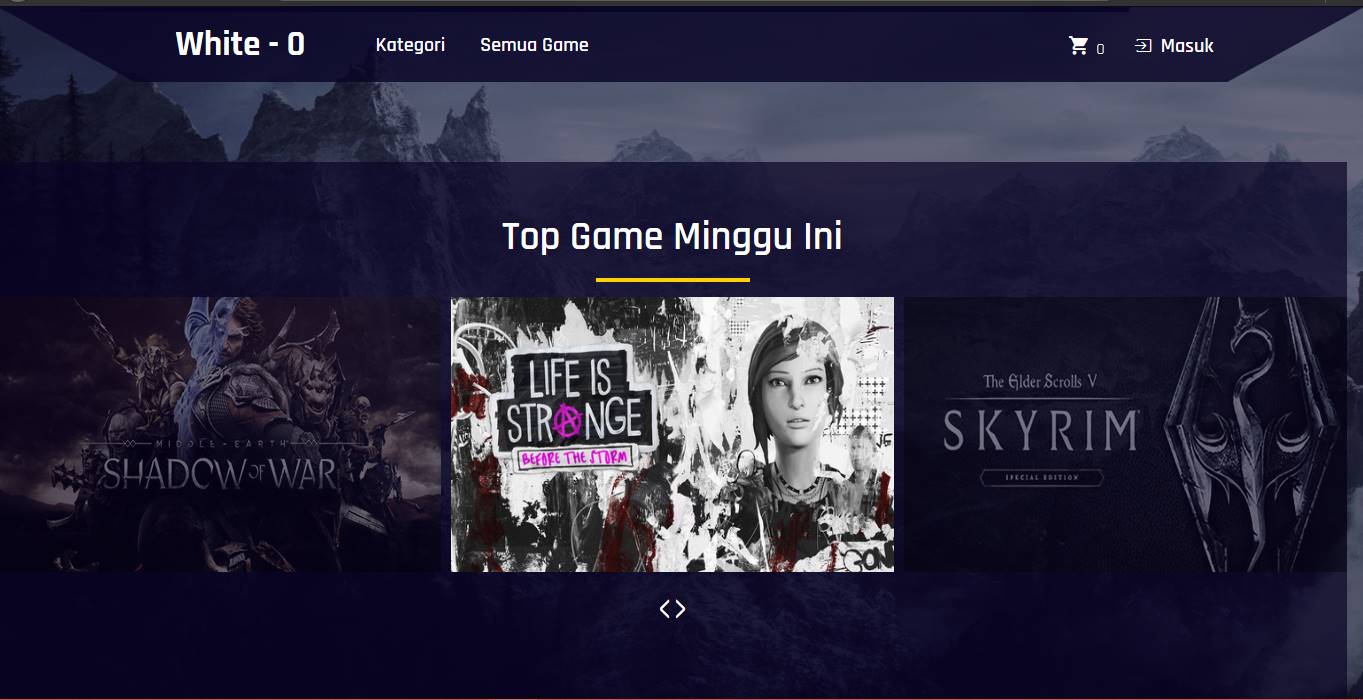 White - 0
Kategori
Semua Game
0
Masuk
Top Game Minggu Ini
MIDDLE-EARTH
SHADOW OF WAR
LIFE IS
STRANGE
BEFORE THE STORM
The Elder Scrolls V
SKYRIM
SPECIAL EDITION